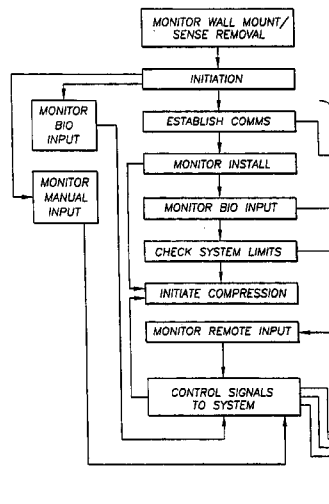 MONITOR WALL MOUNT/
SENSE REMOVAL
INITIATION
MONITOR
BIO
INPUT
ESTABLISH COMMS
MONITOR INSTALL
MONITOR
MANUAL
INPUT
MONITOR BIO INPUT
CHECK SYSTEM LIMITS
INITIATE COMPRESSION
MONITOR REMOTE INPUT
CONTROL SIGNALS
TO SYSTEM